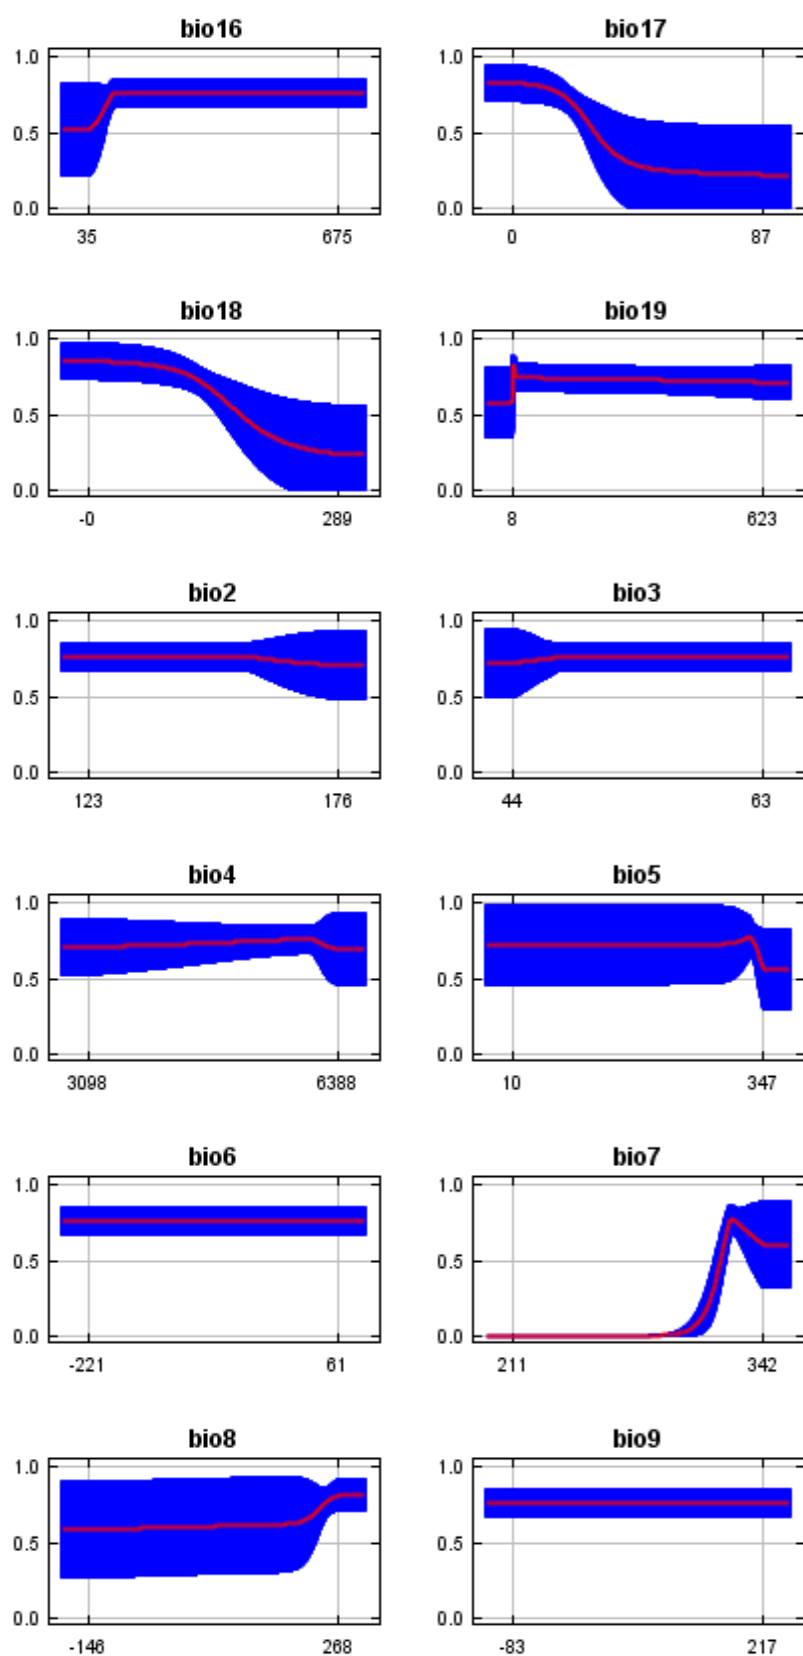 bio16 bio17
1.0 1.0
0.5 0.5
0.0 0.0
35 675 0 87
bio18 bio19
1.0 1.0
0.5 0.5
0.0 0.0
-0 289 8 623
bio2 bio3
1.0 1.0
0.5 0.5
0.0 0.0
123 176 44 63
bio4 bio5
1.0 1.0
0.5 0.5
0.0 0.0
3098 6388 10 347
bio6 bio7
1.0 1.0
0.5 0.5
0.0 0.0
-221 61 211 342
bio8 bio9
1.0 1.0
0.5 0.5
0.0 0.0
-146 268 -83 217